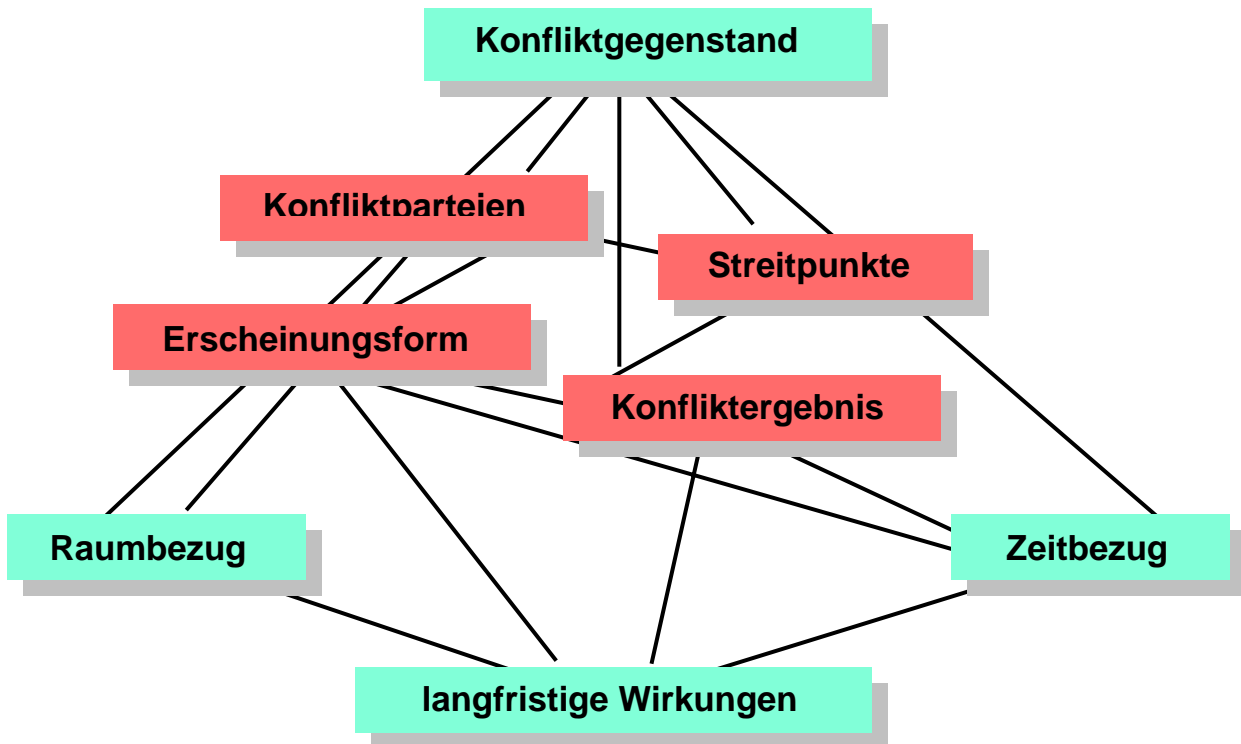 Konfliktgegenstand
Konfliktparteien
Streitpunkte
Erscheinungsform
Konfliktergebnis
Raumbezug
Zeitbezug
langfristige Wirkungen